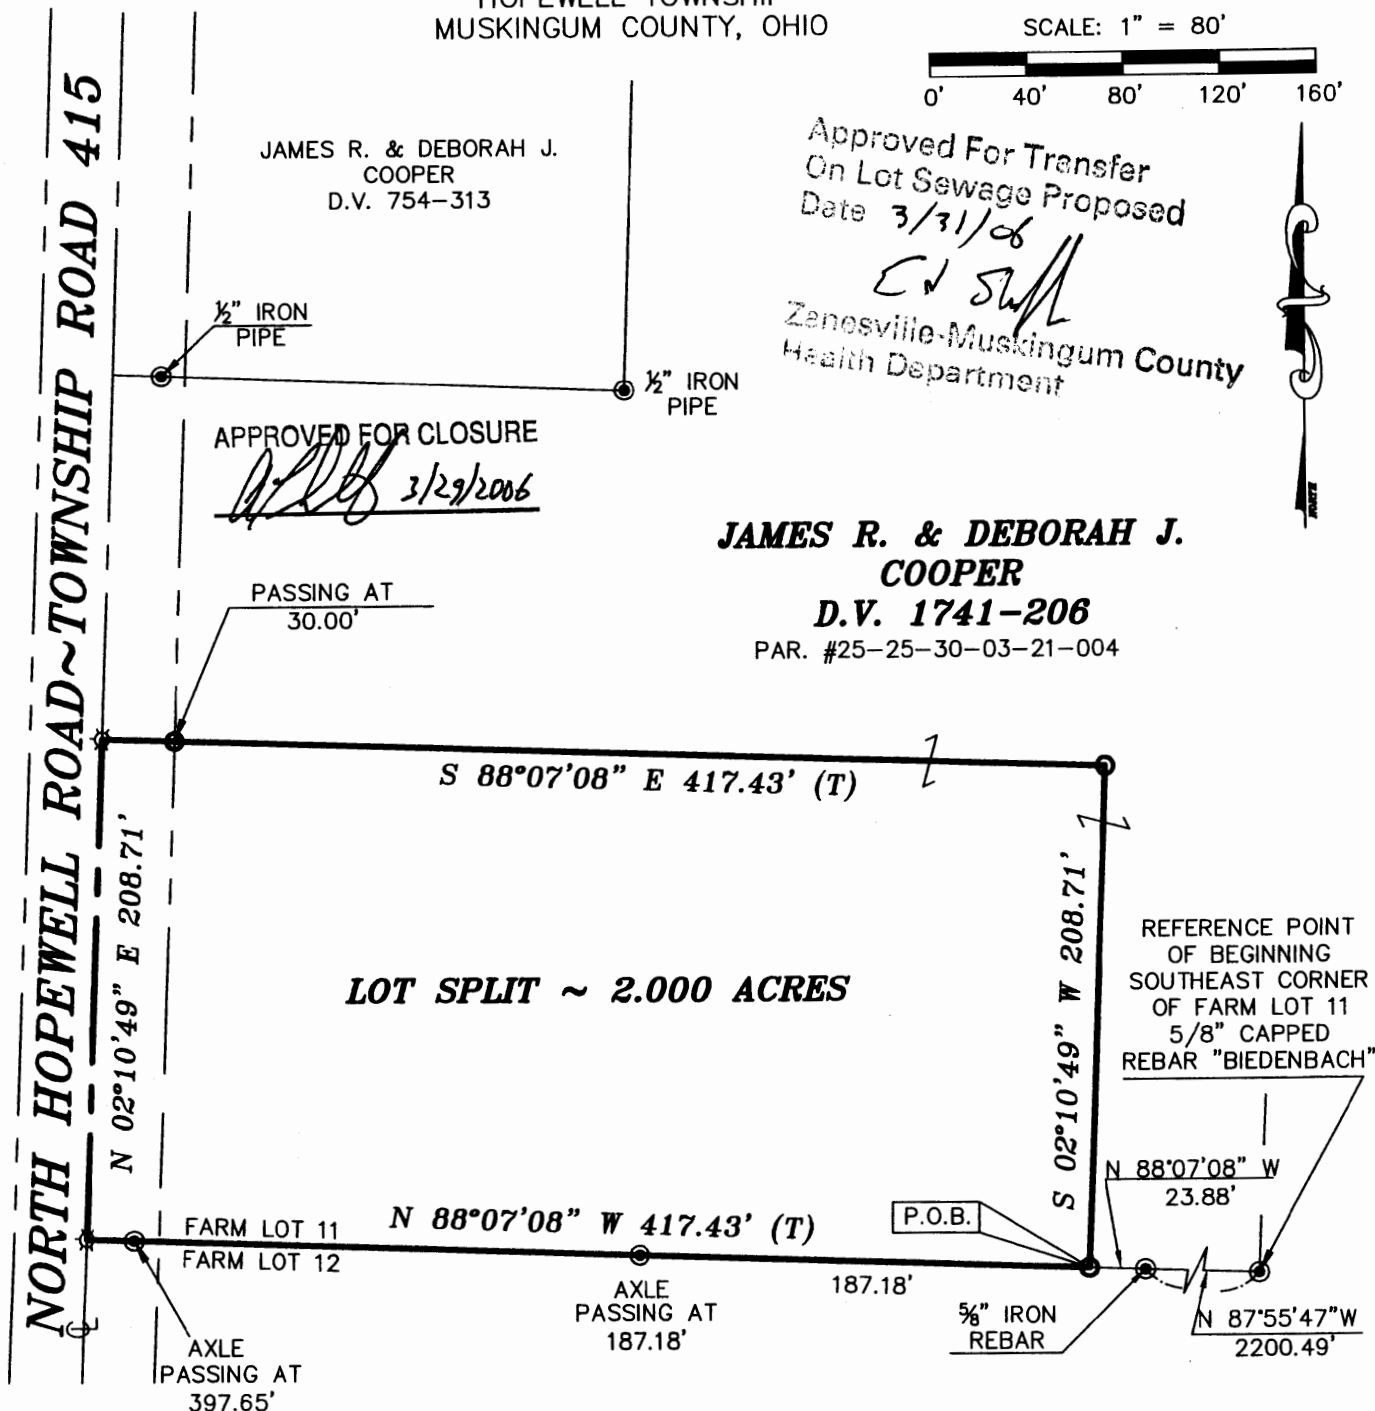 HOPEWELL TOWNSHIP
MUSKINGUM COUNTY, OHIO
SCALE: 1" = 80'
0' 40' 80' 120' 160'
JAMES R. & DEBORAH J.
COOPER
D.V. 754-313
Approved For Transfer
On Lot Sewage Proposed
Date 3/31/06
Zanesville-Muskingum County
Health Department
NORTH
½" IRON
PIPE
½" IRON
PIPE
APPROVED FOR CLOSURE
3/29/2006
JAMES R. & DEBORAH J.
COOPER
D.V. 1741-206
PAR. #25-25-30-03-21-004
PASSING AT
30.00'
NORTH HOPEWELL ROAD~TOWNSHIP ROAD 415
S 88°07'08" E 417.43' (T)
N 02°10'49" E 208.71'
LOT SPLIT ~ 2.000 ACRES
S 02°10'49" W 208.71'
REFERENCE POINT
OF BEGINNING
SOUTHEAST CORNER
OF FARM LOT 11
5/8" CAPPED
REBAR "BIEDENBACH"
N 88°07'08" W
23.88'
P.O.B.
FARM LOT 11
FARM LOT 12
N 88°07'08" W 417.43' (T)
187.18'
AXLE
PASSING AT
187.18'
⅝" IRON
REBAR
N 87°55'47"W
2200.49'
AXLE
PASSING AT
397.65'